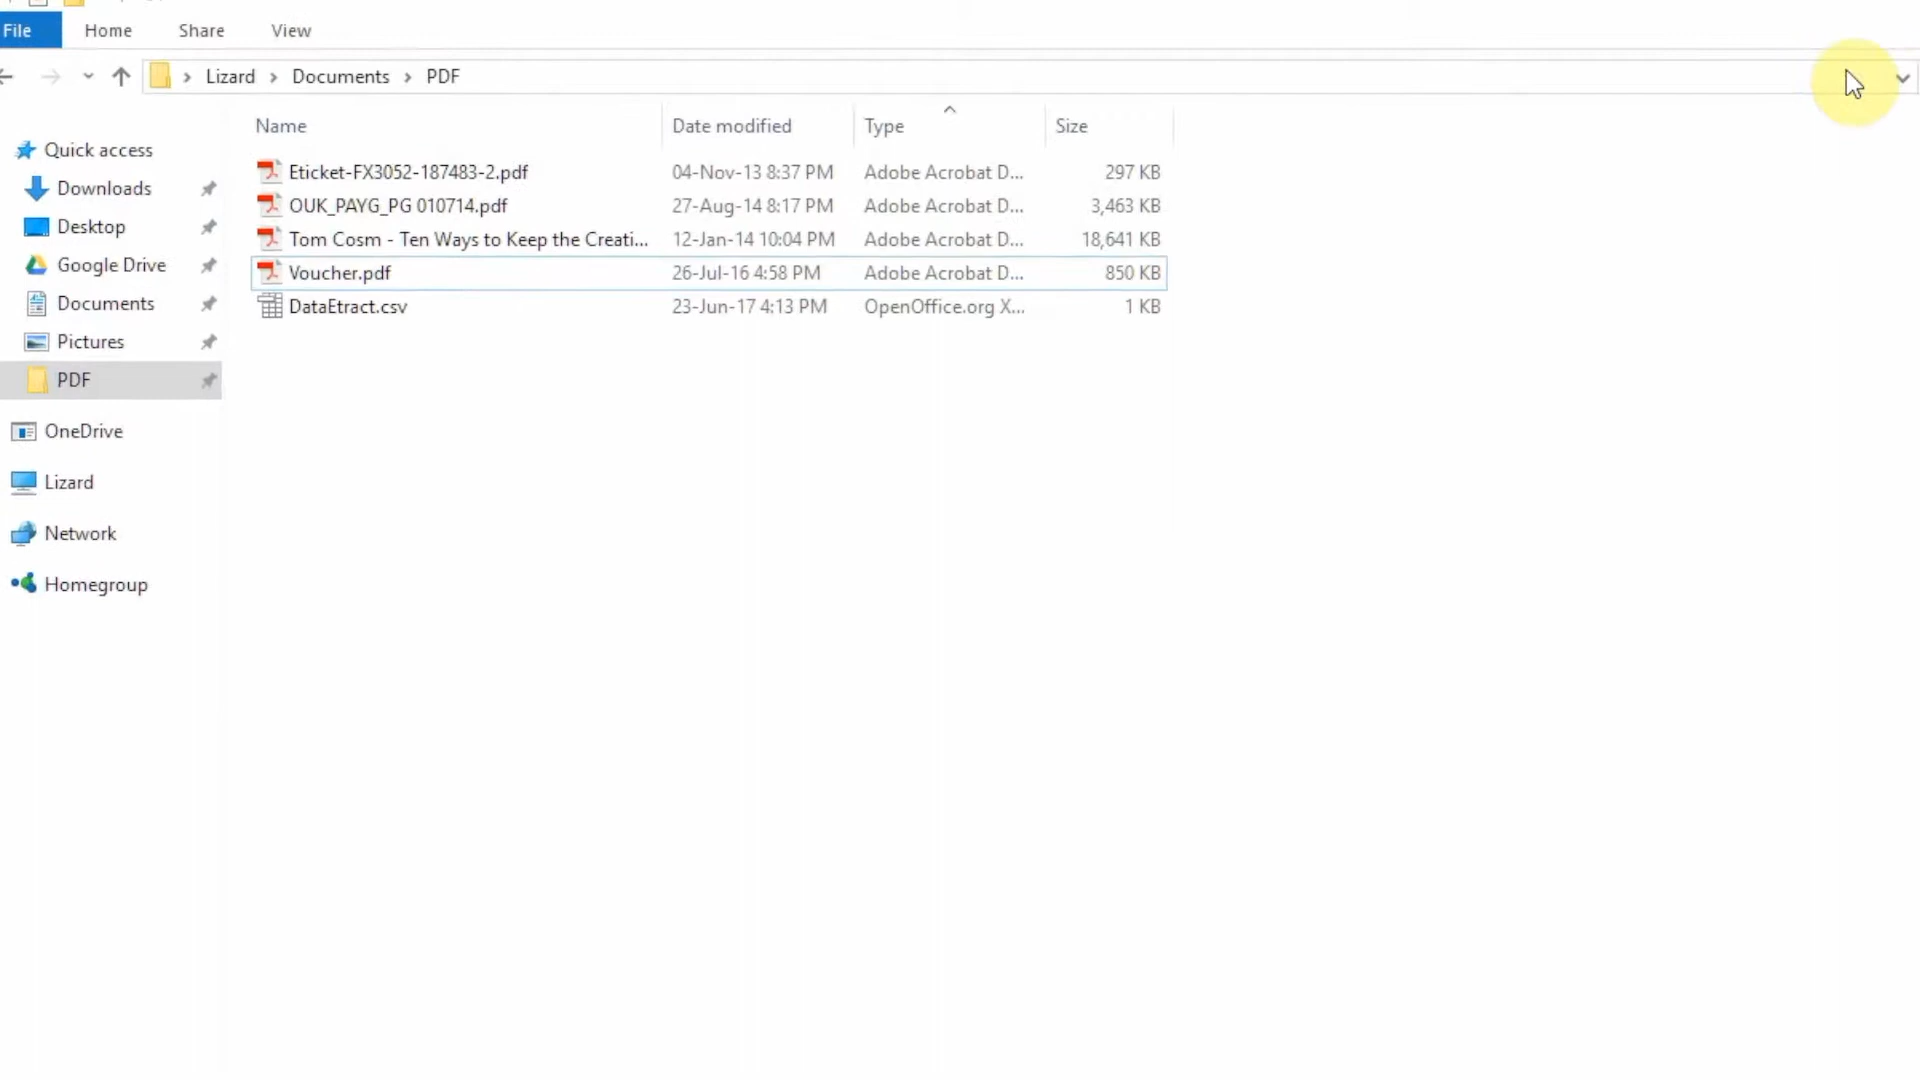 File Home Share View
Lizard Documents PDF
Name Date modified Type Size
Quick access
Downloads
Desktop
Google Drive
Documents
Pictures
PDF
OneDrive
Lizard
Network
Homegroup
Eticket-FX3052-187483-2.pdf 04-Nov-13 8:37 PM Adobe Acrobat D... 297 KB
OUK_PAYG_PG 010714.pdf 27-Aug-14 8:17 PM Adobe Acrobat D... 3,463 KB
Tom Cosm - Ten Ways to Keep the Creati... 12-Jan-14 10:04 PM Adobe Acrobat D... 18,641 KB
Voucher.pdf 26-Jul-16 4:58 PM Adobe Acrobat D... 850 KB
DataEtract.csv 23-Jun-17 4:13 PM OpenOffice.org X... 1 KB